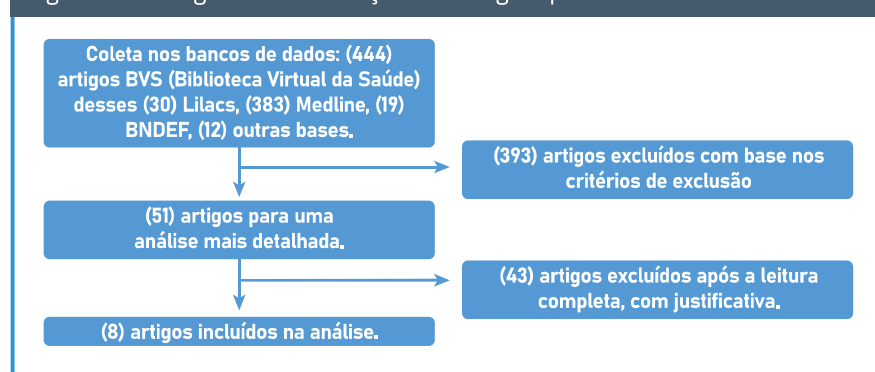 Coleta nos bancos de dados: (444)
artigos BVS (Biblioteca Virtual da Saúde)
desses (30) Lilacs, (383) Medline, (19)
BNDEF, (12) outras bases.
(393) artigos excluídos com base nos
critérios de exclusão
(51) artigos para uma
análise mais detalhada.
(43) artigos excluídos após a leitura
completa, com justificativa.
(8) artigos incluídos na análise.